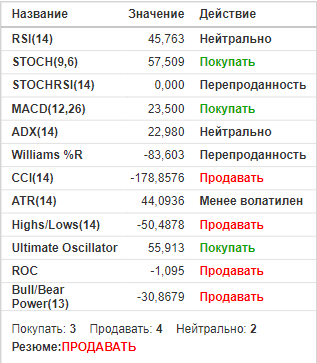 Название Значение Действие
RSI(14) 45,763 Нейтрально
STOCH(9,6) 57,509 Покупать
STOCHRSI(14) 0,000 Перепроданность
MACD(12,26) 23,500 Покупать
ADX(14) 22,980 Нейтрально
Williams %R -83,603 Перепроданность
CCI(14) -178,8576 Продавать
ATR(14) 44,0936 Менее волатилен
Highs/Lows(14) -50,4878 Продавать
Ultimate Oscillator 55,913 Покупать
ROC -1,095 Продавать
Bull/Bear
Power(13) -30,8679 Продавать
Покупать: 3 Продавать: 4 Нейтрально: 2
Резюме:ПРОДАВАТЬ